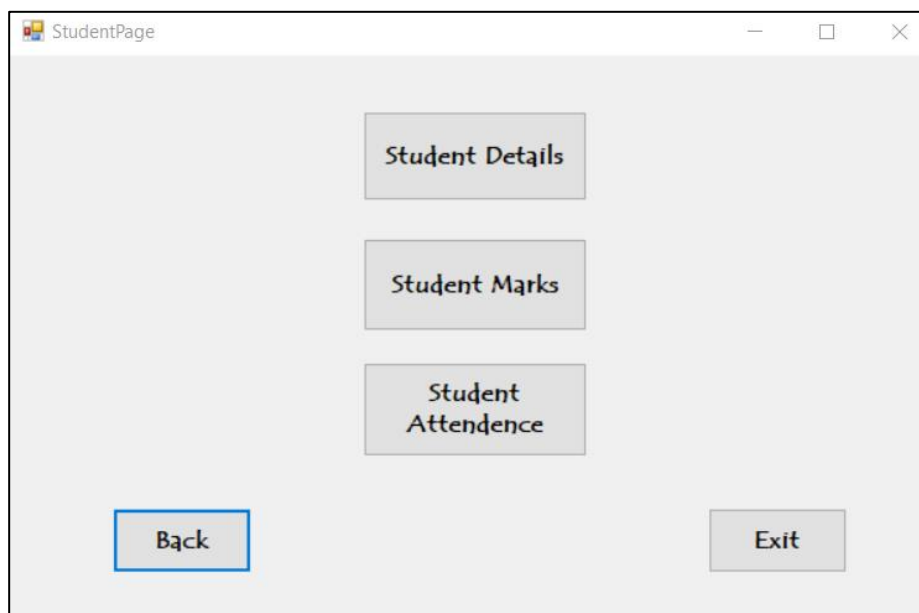 StudentPage
Student Details
Student Marks
Student
Attendence
Back
Exit